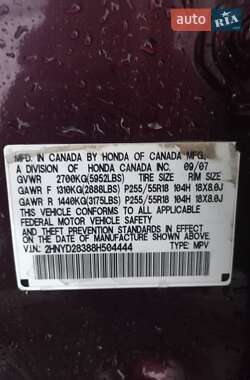 AUTO.RIA.com
MFD. IN CANADA BY HONDA OF CANADA MFG.,
A DIVISION OF HONDA CANADA INC. 09/07
GVWR 2700KG(5952LBS) TIRE SIZE RIM SIZE
GAWR F 1310KG(2888LBS) P255/55R18 104H 18X8.0J
GAWR R 1440KG(3175LBS) P255/55R18 104H 18X8.0J
THIS VEHICLE CONFORMS TO ALL APPLICABLE
FEDERAL MOTOR VEHICLE SAFETY
AND THEFT PREVENTION STANDARDS IN EFFECT
ON THE DATE OF MANUFACTURE SHOWN ABOVE.
V.I.N: 2HNYD28388H504444 TYPE: MPV